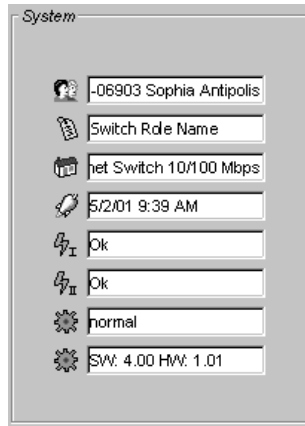 System
-06903 Sophia Antipolis
Switch Role Name
net Switch 10/100 Mbps
5/2/01 9:39 AM
I
Ok
II
Ok
normal
SW: 4.00 HW: 1.01